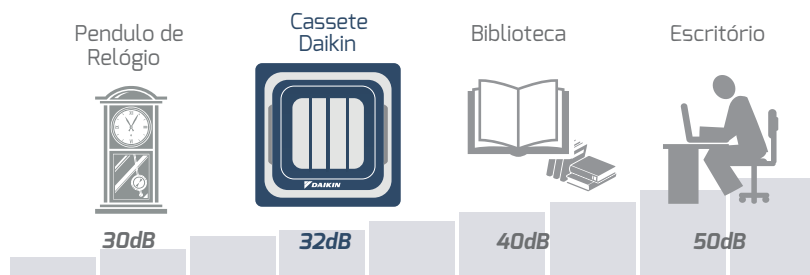 Pendulo de
Relógio
Cassete
Daikin
Biblioteca
Escritório
DAIKIN
30dB
32dB
40dB
50dB